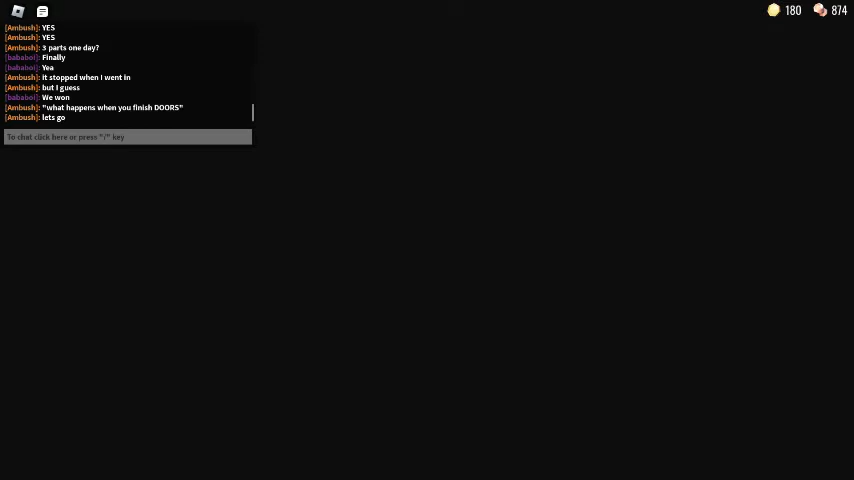 180 874
[Ambush]: YES
[Ambush]: YES
[Ambush]: 3 parts one day?
[bababoi]: Finally
[bababoi]: Yea
[Ambush]: It stopped when I went in
[Ambush]: but I guess
[bababoi]: We won
[Ambush]: "what happens when you finish DOORS"
[Ambush]: lets go
To chat click here or press "/" key